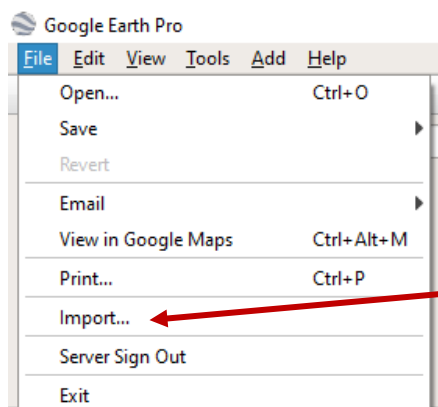 Google Earth Pro
File Edit View Tools Add Help
Open... Ctrl+O
Save
Revert
Email
View in Google Maps Ctrl+Alt+M
Print... Ctrl+P
Import...
Server Sign Out
Exit